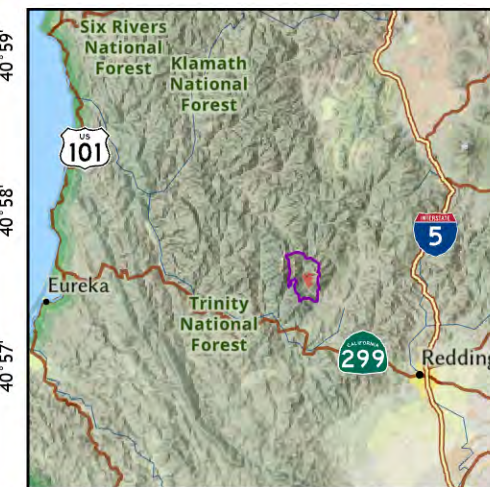 40°59'
Six Rivers
National
Forest
Klamath
National
Forest
US
101
40°58'
INTERSTATE
5
Eureka
Trinity
National
Forest
CALIFORNIA
299
Redding
40°57'